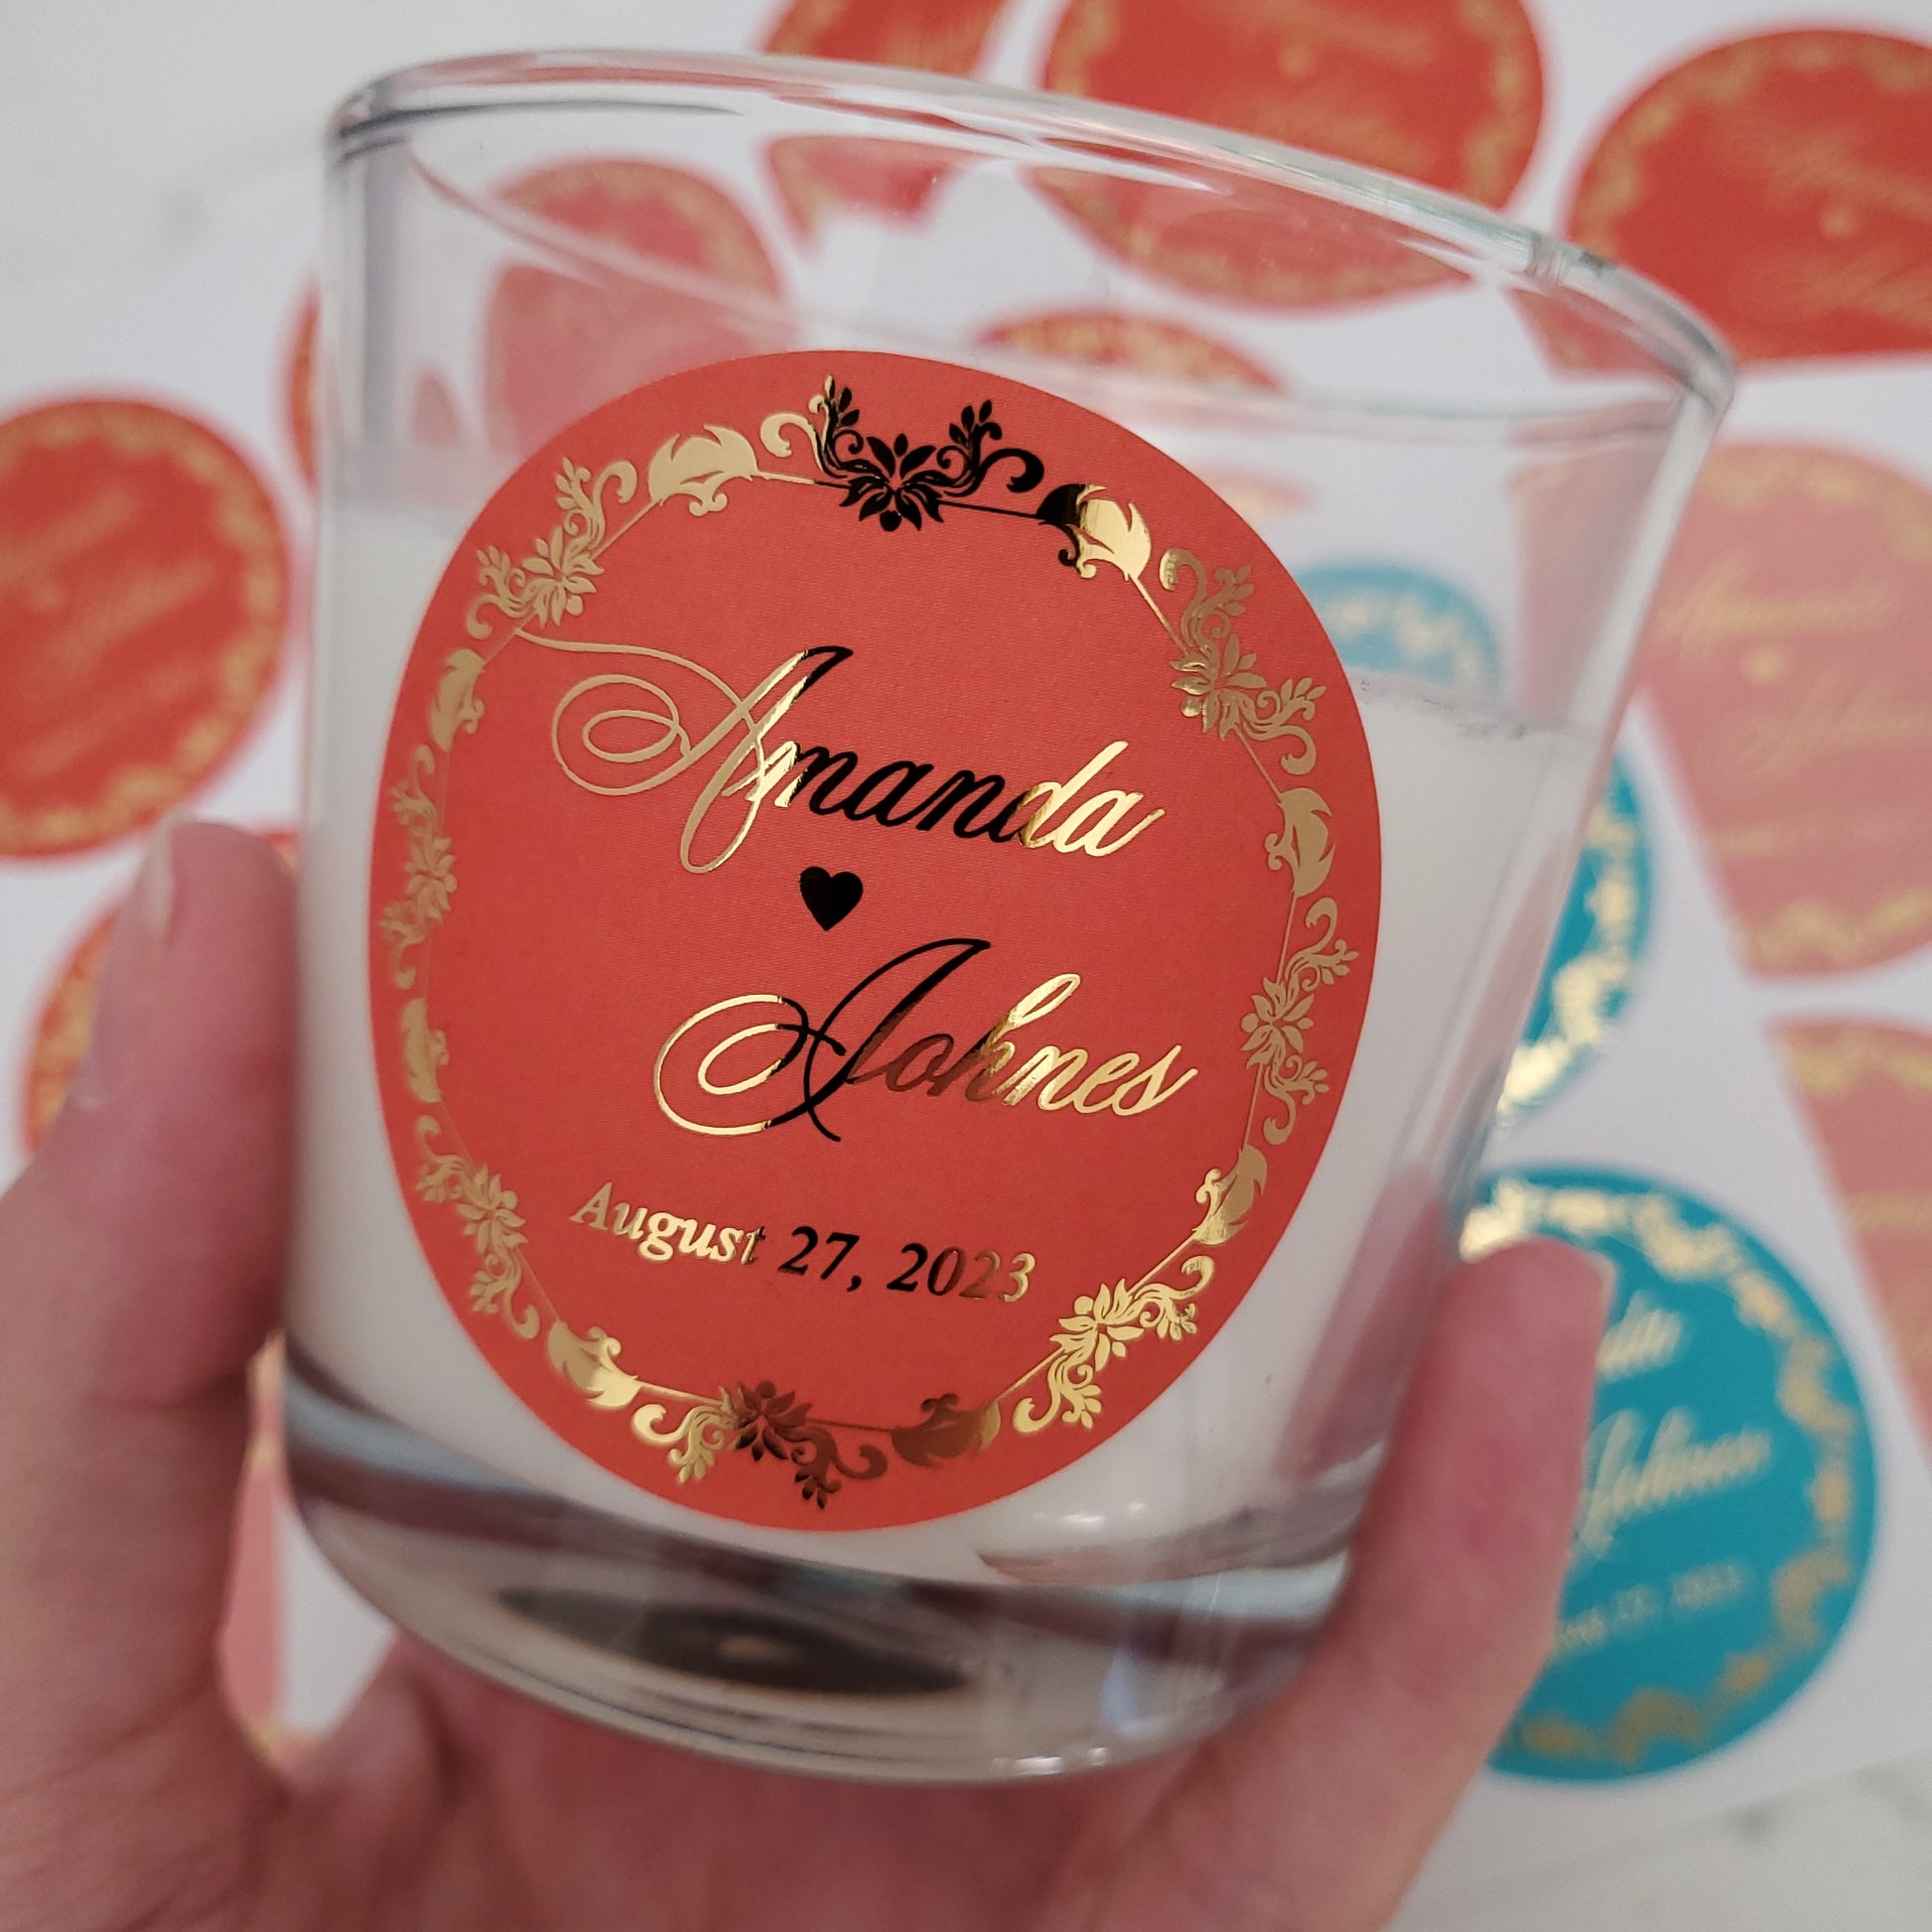 Amanda
♥
Johnes
August 27, 2023